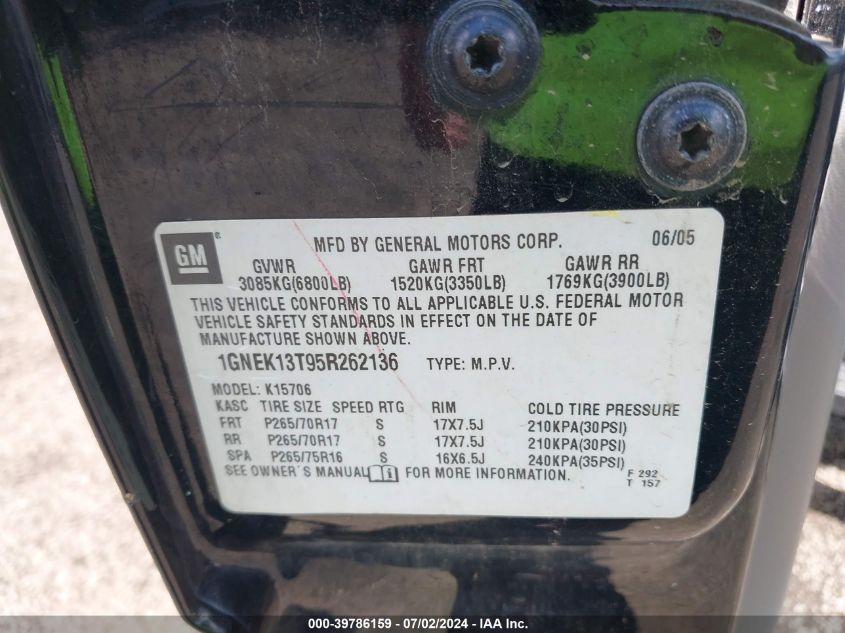 GM ® MFD BY GENERAL MOTORS CORP. 06/05
GVWR GAWR FRT GAWR RR
3085KG(6800LB) 1520KG(3350LB) 1769KG(3900LB)
THIS VEHICLE CONFORMS TO ALL APPLICABLE U.S. FEDERAL MOTOR
VEHICLE SAFETY STANDARDS IN EFFECT ON THE DATE OF
MANUFACTURE SHOWN ABOVE.
1GNEK13T95R262136 TYPE: M.P.V.
MODEL: K15706
KASC TIRE SIZE SPEED RTG RIM COLD TIRE PRESSURE
FRT P265/70R17 S 17X7.5J 210KPA(30PSI)
RR P265/70R17 S 17X7.5J 210KPA(30PSI)
SPA P265/75R16 S 16X6.5J 240KPA(35PSI)
SEE OWNER'S MANUAL i FOR MORE INFORMATION. F 292
T 157
000-39786159 - 07/02/2024 - IAA Inc.